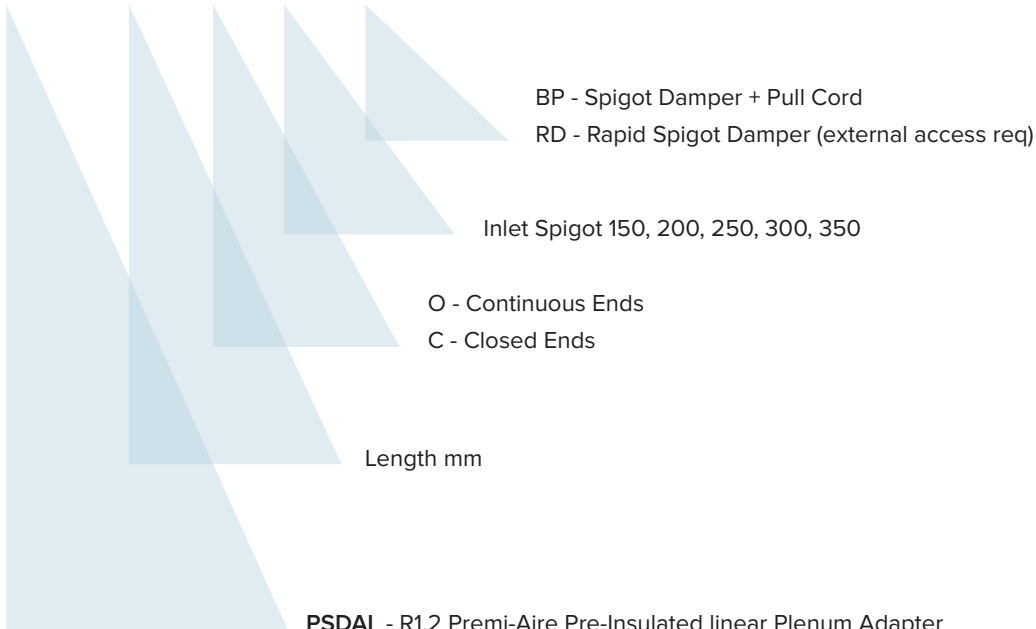 BP - Spigot Damper + Pull Cord
RD - Rapid Spigot Damper (external access req)
Inlet Spigot 150, 200, 250, 300, 350
O - Continuous Ends
C - Closed Ends
Length mm
PSDAL - R1.2 Premi-Aire Pre-Insulated linear Plenum Adapter